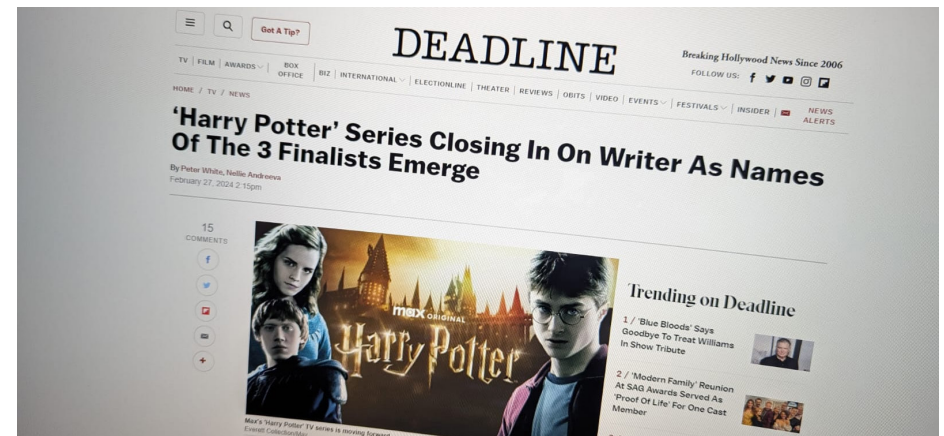 Got A Tip?
DEADLINE
Breaking Hollywood News Since 2006
FOLLOW US:
TV | FILM | AWARDS | BOX OFFICE | BIZ | INTERNATIONAL | ELECTIONLINE | THEATER | REVIEWS | OBITS | VIDEO | EVENTS | FESTIVALS | INSIDER | NEWS ALERTS
HOME / TV / NEWS
‘Harry Potter’ Series Closing In On Writer As Names
Of The 3 Finalists Emerge
By Peter White, Nellie Andreeva
February 27, 2024 2:15pm
15
COMMENTS
max ORIGINAL
Harry Potter
Max's 'Harry Potter' TV series is moving forward
Everett Collection/Max
Trending on Deadline
1 / 'Blue Bloods' Says
Goodbye To Treat Williams
In Show Tribute
2 / 'Modern Family' Reunion
At SAG Awards Served As
'Proof Of Life' For One Cast
Member